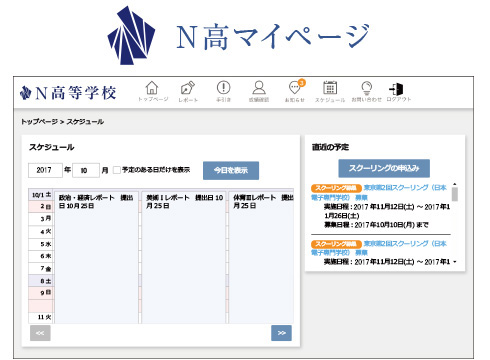 N高マイページ
N高等学校
トップページ
レポート
手引き
成績確認
お知らせ
スケジュール
お問い合わせ
ログアウト
トップページ > スケジュール
スケジュール
2017 年 10 月 予定のある日だけを表示 今日を表示
10/1 土
2 日
3 月
4 火
5 水
6 木
7 金
8 土
9 日
11 火
政治・経済レポート 提出日 10月25日
美術Ⅰレポート 提出日 10月25日
体育Ⅲレポート 提出日 10月25日
<<
>>
直近の予定
スクーリングの申込み
スクーリング募集 東京第2回スクーリング（日本
電子専門学校） 募集
実施日程 : 2017年11月12日(土) ～ 2017年1
1月26日(土)
募集日程 : 2017年10月10日(月) まで
スクーリング募集 東京第2回スクーリング（日本
電子専門学校） 募集
実施日程 : 2017年11月12日(土) ～ 2017年1